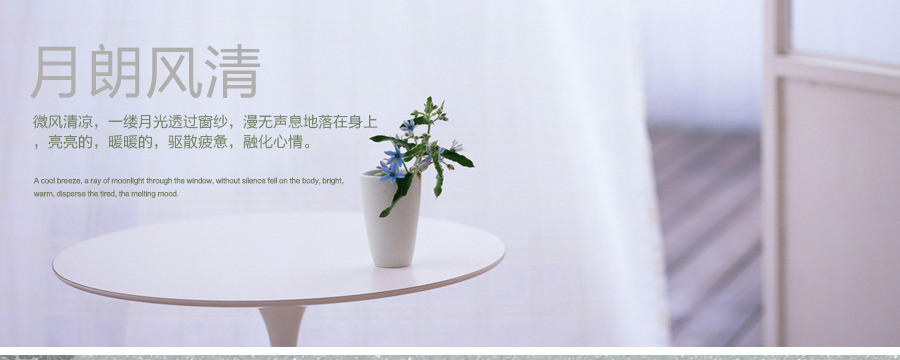 月朗风清
微风清凉，一缕月光透过窗纱，漫无声息地落在身上
，亮亮的，暖暖的，驱散疲惫，融化心情。
A cool breeze, a ray of moonlight through the window, without silence fell on the body, bright,
warm, disperse the tired, the melting mood.